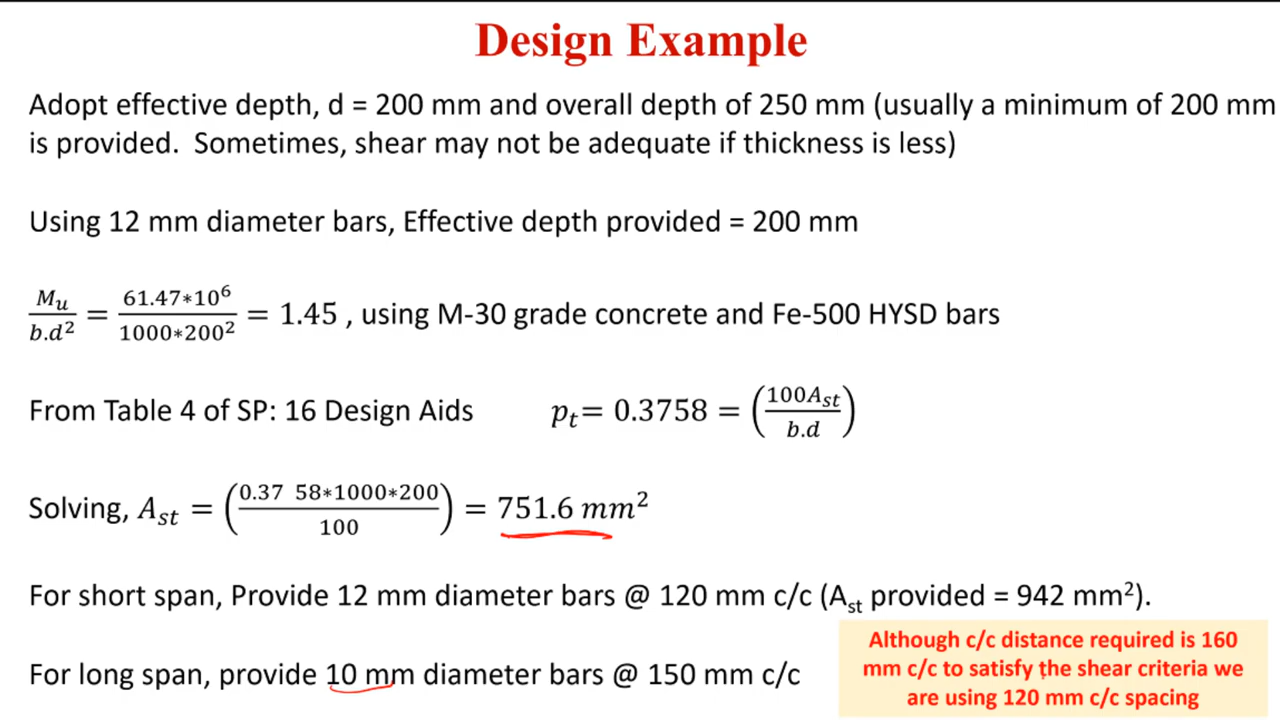 Design Example
Adopt effective depth, d = 200 mm and overall depth of 250 mm (usually a minimum of 200 mm
is provided.  Sometimes, shear may not be adequate if thickness is less)
Using 12 mm diameter bars, Effective depth provided = 200 mm
M_u/b.d² = 61.47*10⁶/1000*200² = 1.45 , using M-30 grade concrete and Fe-500 HYSD bars
From Table 4 of SP: 16 Design Aids p_t = 0.3758 = (100A_st/b.d)
Solving, A_st = (0.37 58*1000*200/100) = 751.6 mm²
For short span, Provide 12 mm diameter bars @ 120 mm c/c (A_st provided = 942 mm²).
For long span, provide 10 mm diameter bars @ 150 mm c/c
Although c/c distance required is 160
mm c/c to satisfy the shear criteria we
are using 120 mm c/c spacing